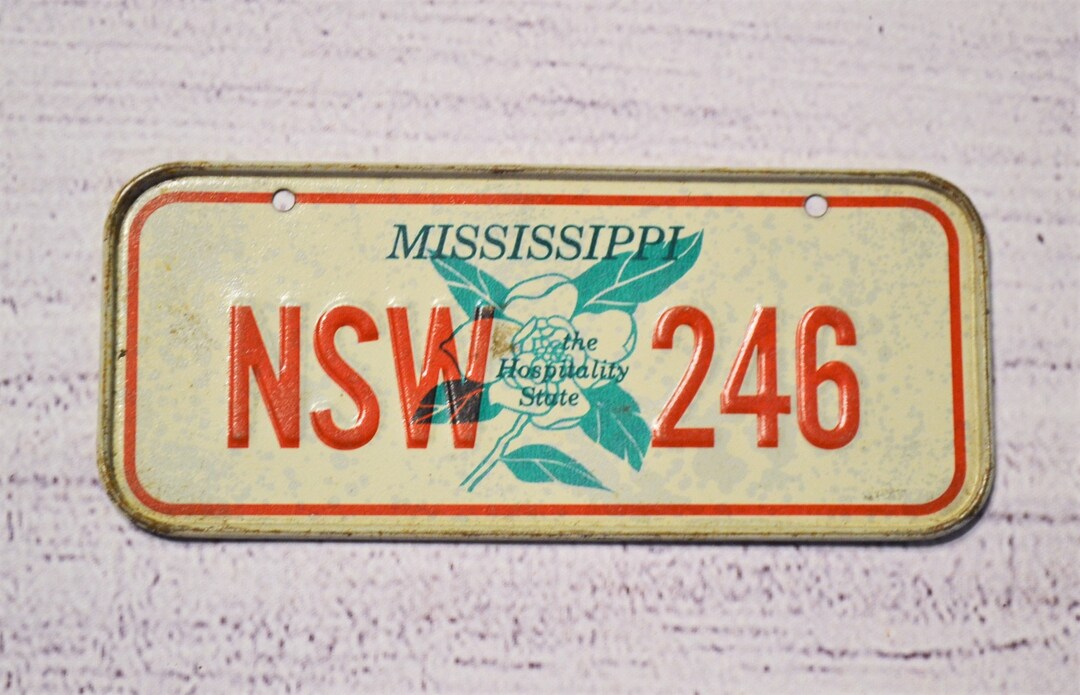 MISSISSIPPI
NSW 246
the
Hospitality
State